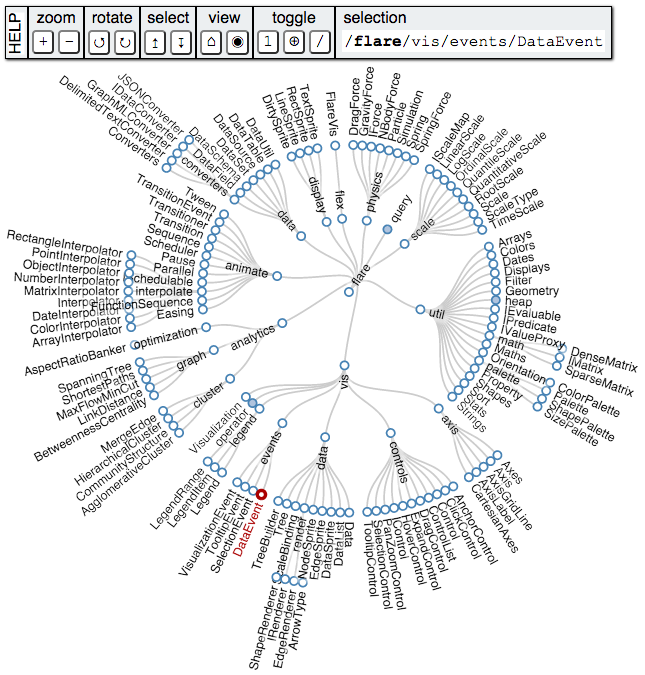 HELP
zoom
+ −
rotate
select
↥ ↧
view
toggle
1 ⊕ /
selection
/flare/vis/events/DataEvent
flare
flex
FlareVis
physics
DragForce
GravityForce
IForce
NBodyForce
Particle
Simulation
Spring
SpringForce
query
scale
IScaleMap
LinearScale
LogScale
OrdinalScale
QuantileScale
QuantitativeScale
RootScale
Scale
ScaleType
TimeScale
util
Arrays
Colors
Dates
Displays
Filter
Geometry
heap
IEvaluable
IPredicate
IValueProxy
math
DenseMatrix
IMatrix
SparseMatrix
Maths
Orientation
palette
ColorPalette
Palette
ShapePalette
SizePalette
Property
Shapes
Sort
Stats
Strings
vis
axis
Axes
Axis
AxisGridLine
AxisLabel
CartesianAxes
controls
AnchorControl
ClickControl
Control
ControlList
DragControl
ExpandControl
HoverControl
IControl
PanZoomControl
SelectionControl
TooltipControl
data
Data
DataList
DataSprite
EdgeSprite
NodeSprite
render
ArrowType
EdgeRenderer
IRenderer
ShapeRenderer
ScaleBinding
Tree
TreeBuilder
events
DataEvent
SelectionEvent
TooltipEvent
VisualizationEvent
legend
Legend
LegendItem
LegendRange
operator
Visualization
analytics
cluster
AgglomerativeCluster
CommunityStructure
HierarchicalCluster
MergeEdge
graph
BetweennessCentrality
LinkDistance
MaxFlowMinCut
ShortestPaths
SpanningTree
optimization
AspectRatioBanker
animate
Easing
FunctionSequence
interpolate
ArrayInterpolator
ColorInterpolator
DateInterpolator
Interpolator
MatrixInterpolator
NumberInterpolator
ObjectInterpolator
PointInterpolator
RectangleInterpolator
Schedulable
Parallel
Pause
Scheduler
Sequence
Transition
Transitioner
TransitionEvent
Tween
data
converters
Converters
DelimitedTextConverter
GraphMLConverter
IDataConverter
JSONConverter
DataField
DataSchema
DataSet
DataSource
DataTable
DataUtil
display
DirtySprite
LineSprite
RectSprite
TextSprite